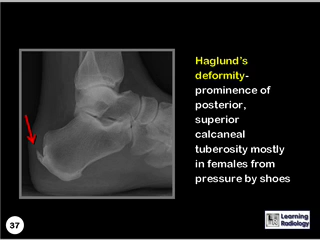 Haglund's
deformity-
prominence of
posterior,
superior
calcaneal
tuberosity mostly
in females from
pressure by shoes
37
Learning
Radiology